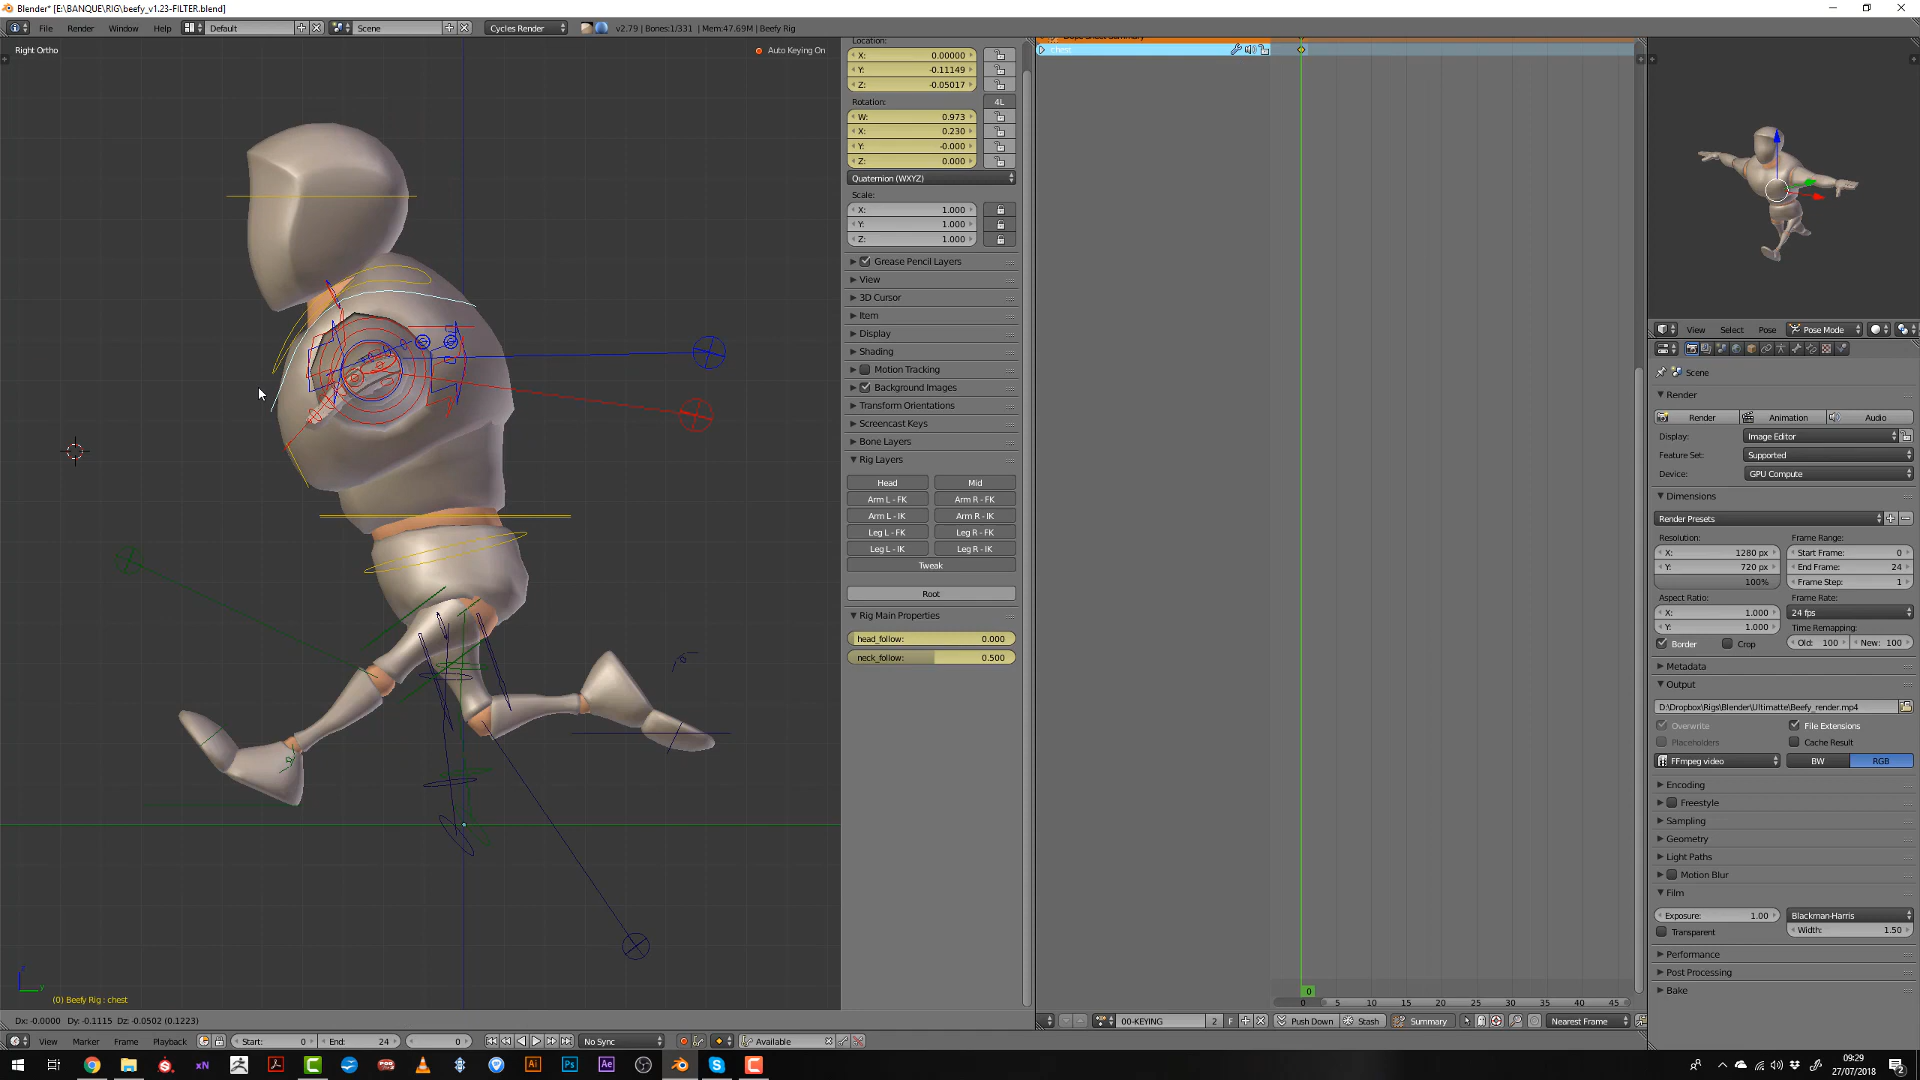 Blender* [E:\BANQUE\RIG\beefy_v1.23-FILTER.blend]
File Render Window Help Default Scene Cycles Render v2.79 | Bones:1/331 | Mem:47.69M | Beefy Rig
Right Ortho
Auto Keying On
(0) Beefy Rig : chest
Dx: -0.0000 Dy: -0.1115 Dz: -0.0502 (0.1223)
Location:
X: 0.00000
Y: -0.11149
Z: -0.05017
Rotation: 4L
W: 0.973
X: 0.230
Y: -0.000
Z: 0.000
Quaternion (WXYZ)
Scale:
X: 1.000
Y: 1.000
Z: 1.000
Grease Pencil Layers
View
3D Cursor
Item
Display
Shading
Motion Tracking
Background Images
Transform Orientations
Screencast Keys
Bone Layers
Rig Layers
Head Mid
Arm L - FK Arm R - FK
Arm L - IK Arm R - IK
Leg L - FK Leg R - FK
Leg L - IK Leg R - IK
Tweak
Root
Rig Main Properties
head_follow: 0.000
neck_follow: 0.500
Dope Sheet Summary
chest
0
0 5 10 15 20 25 30 35 40 45
00-KEYING 2 F Push Down Stash Summary Nearest Frame
View Select Pose Pose Mode
Scene
Render
Render Animation Audio
Display: Image Editor
Feature Set: Supported
Device: GPU Compute
Dimensions
Render Presets
Resolution: Frame Range:
X: 1280 px Start Frame: 0
Y: 720 px End Frame: 24
100% Frame Step: 1
Aspect Ratio: Frame Rate:
X: 1.000 24 fps
Y: 1.000 Time Remapping:
Border Crop Old: 100 New: 100
Metadata
Output
D:\Dropbox\Rigs\Blender\Ultimatte\Beefy_render.mp4
Overwrite File Extensions
Placeholders Cache Result
FFmpeg video BW RGB
Encoding
Freestyle
Sampling
Geometry
Light Paths
Motion Blur
Film
Exposure: 1.00 Blackman-Harris
Transparent Width: 1.50
Performance
Post Processing
Bake
View Marker Frame Playback Start: 0 End: 24 0 No Sync Available
xN Ai Ps Ae
09:29
27/07/2018
2